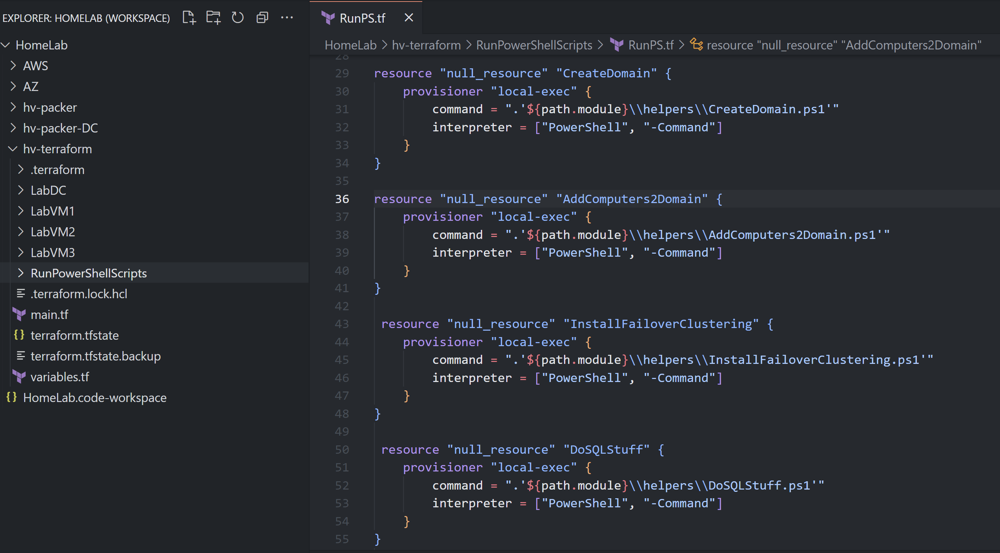 EXPLORER: HOMELAB (WORKSPACE)
HomeLab
AWS
AZ
hv-packer
hv-packer-DC
hv-terraform
.terraform
LabDC
LabVM1
LabVM2
LabVM3
RunPowerShellScripts
.terraform.lock.hcl
main.tf
{} terraform.tfstate
terraform.tfstate.backup
variables.tf
{} HomeLab.code-workspace
RunPS.tf
HomeLab > hv-terraform > RunPowerShellScripts > RunPS.tf > resource "null_resource" "AddComputers2Domain"
28
29 resource "null_resource" "CreateDomain" {
30     provisioner "local-exec" {
31         command = ".'${path.module}\\helpers\\CreateDomain.ps1'"
32         interpreter = ["PowerShell", "-Command"]
33     }
34 }
35
36 resource "null_resource" "AddComputers2Domain" {
37     provisioner "local-exec" {
38         command = ".'${path.module}\\helpers\\AddComputers2Domain.ps1'"
39         interpreter = ["PowerShell", "-Command"]
40     }
41 }
42
43  resource "null_resource" "InstallFailoverClustering" {
44     provisioner "local-exec" {
45         command = ".'${path.module}\\helpers\\InstallFailoverClustering.ps1'"
46         interpreter = ["PowerShell", "-Command"]
47     }
48 }
49
50  resource "null_resource" "DoSQLStuff" {
51     provisioner "local-exec" {
52         command = ".'${path.module}\\helpers\\DoSQLStuff.ps1'"
53         interpreter = ["PowerShell", "-Command"]
54     }
55 }